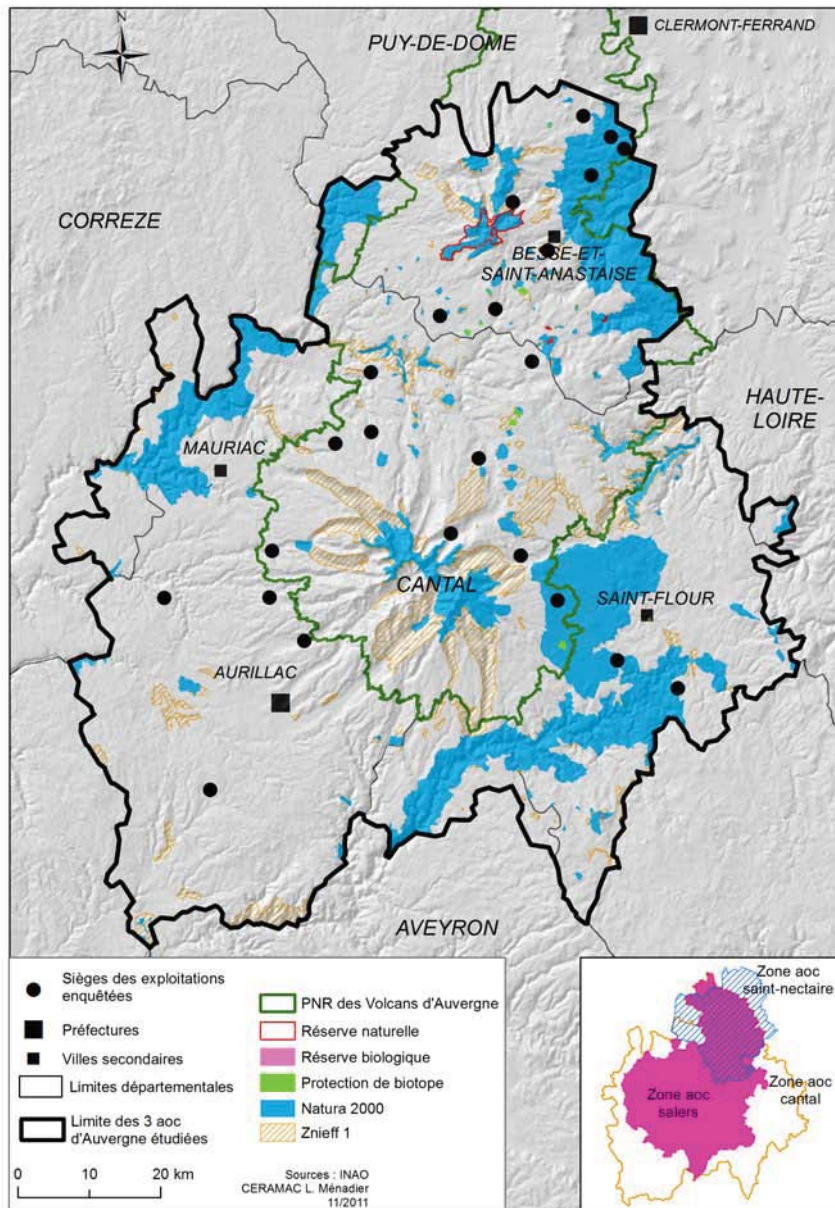 N
CLERMONT-FERRAND
PUY-DE-DOME
CORREZE
BESSE-ET-
SAINT-ANASTAISE
HAUTE-
LOIRE
MAURIAC
CANTAL
SAINT-FLOUR
AURILLAC
AVEYRON
Sièges des exploitations
enquêtées
Préfectures
Villes secondaires
Limites départementales
Limite des 3 aoc
d'Auvergne étudiées
0 10 20 km
PNR des Volcans d'Auvergne
Réserve naturelle
Réserve biologique
Protection de biotope
Natura 2000
Znieff 1
Sources : INAO
CERAMAC L. Ménadier
11/2011
Zone aoc
saint-nectaire
Zone aoc
cantal
Zone aoc
salers